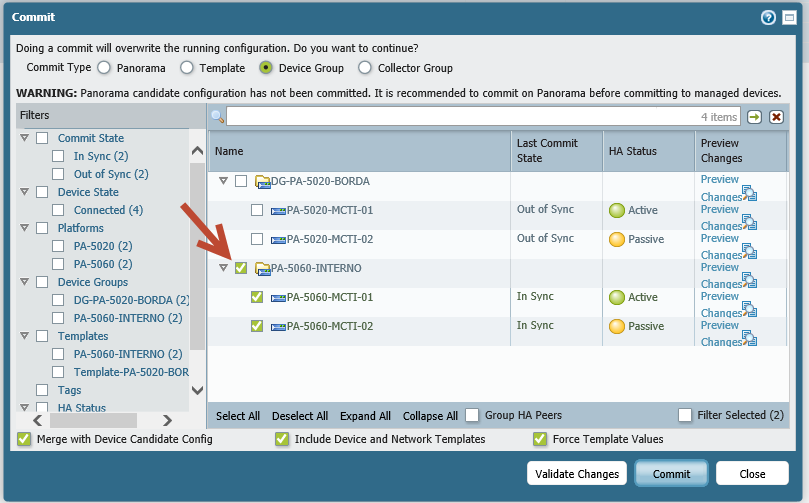 Commit
Doing a commit will overwrite the running configuration. Do you want to continue?
Commit Type Panorama Template Device Group Collector Group
WARNING: Panorama candidate configuration has not been committed. It is recommended to commit on Panorama before committing to managed devices.
Filters
Commit State
In Sync (2)
Out of Sync (2)
Device State
Connected (4)
Platforms
PA-5020 (2)
PA-5060 (2)
Device Groups
DG-PA-5020-BORDA (2)
PA-5060-INTERNO (2)
Templates
PA-5060-INTERNO (2)
Template-PA-5020-BOR
Tags
HA Status
4 items
Name Last Commit State HA Status Preview Changes
DG-PA-5020-BORDA Preview Changes
PA-5020-MCTI-01 Out of Sync Active Preview Changes
PA-5020-MCTI-02 Out of Sync Passive Preview Changes
PA-5060-INTERNO Preview Changes
PA-5060-MCTI-01 In Sync Active Preview Changes
PA-5060-MCTI-02 In Sync Passive Preview Changes
Select All Deselect All Expand All Collapse All Group HA Peers Filter Selected (2)
Merge with Device Candidate Config Include Device and Network Templates Force Template Values
Validate Changes Commit Close